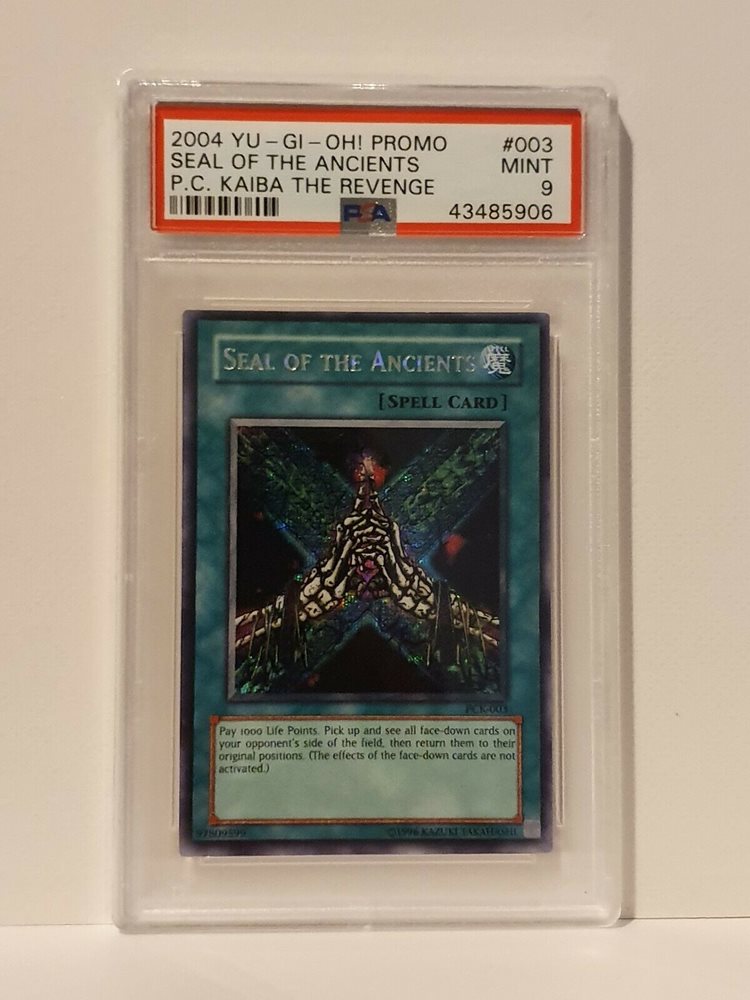 2004 YU-GI-OH! PROMO #003
SEAL OF THE ANCIENTS MINT
P.C. KAIBA THE REVENGE 9
PSA 43485906
SEAL OF THE ANCIENTS 魔
[SPELL CARD]
PCK-003
Pay 1000 Life Points. Pick up and see all face-down cards on
your opponent's side of the field, then return them to their
original positions. (The effects of the face-down cards are not
activated.)
97809599
©1996 KAZUKI TAKAHASHI